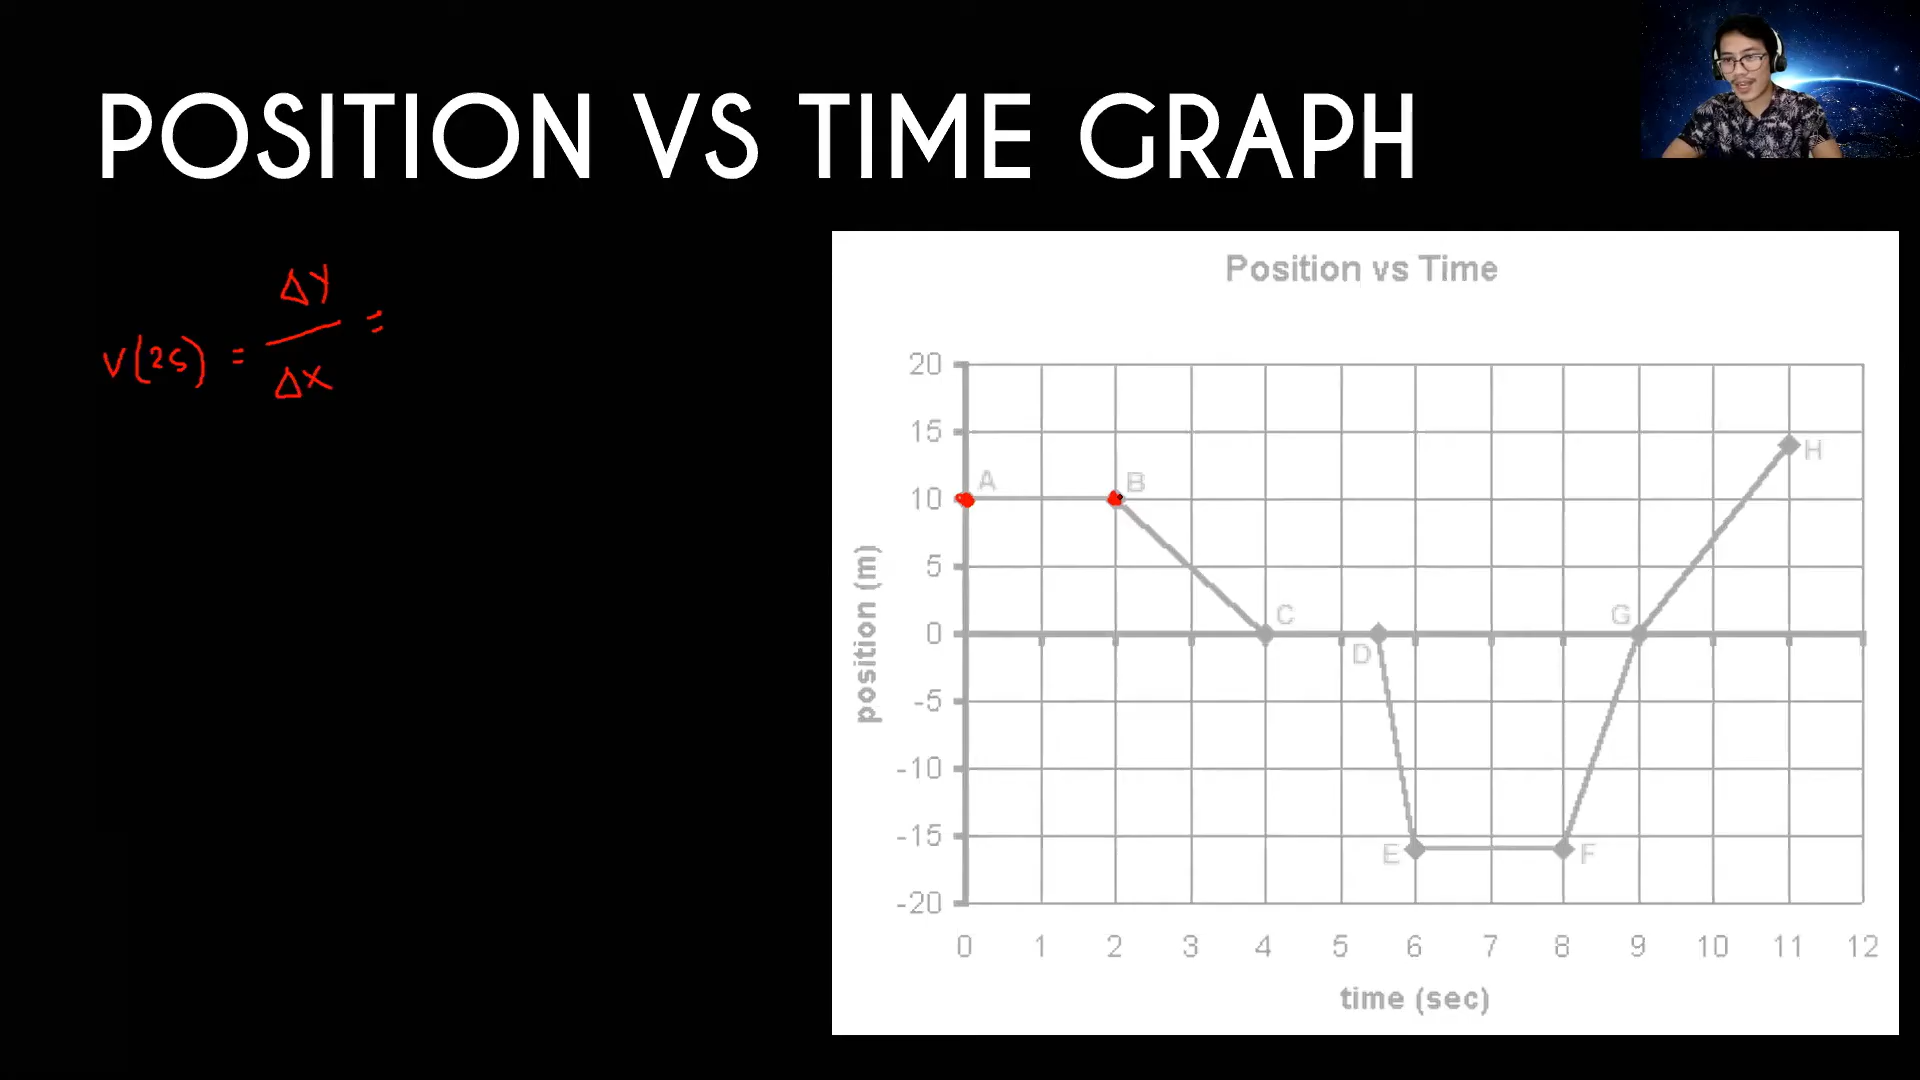 POSITION VS TIME GRAPH
V(2s) = ΔY / ΔX =
Position vs Time
20
15
10
5
0
-5
-10
-15
-20
position (m)
A
B
C
D
E
F
G
H
0 1 2 3 4 5 6 7 8 9 10 11 12
time (sec)